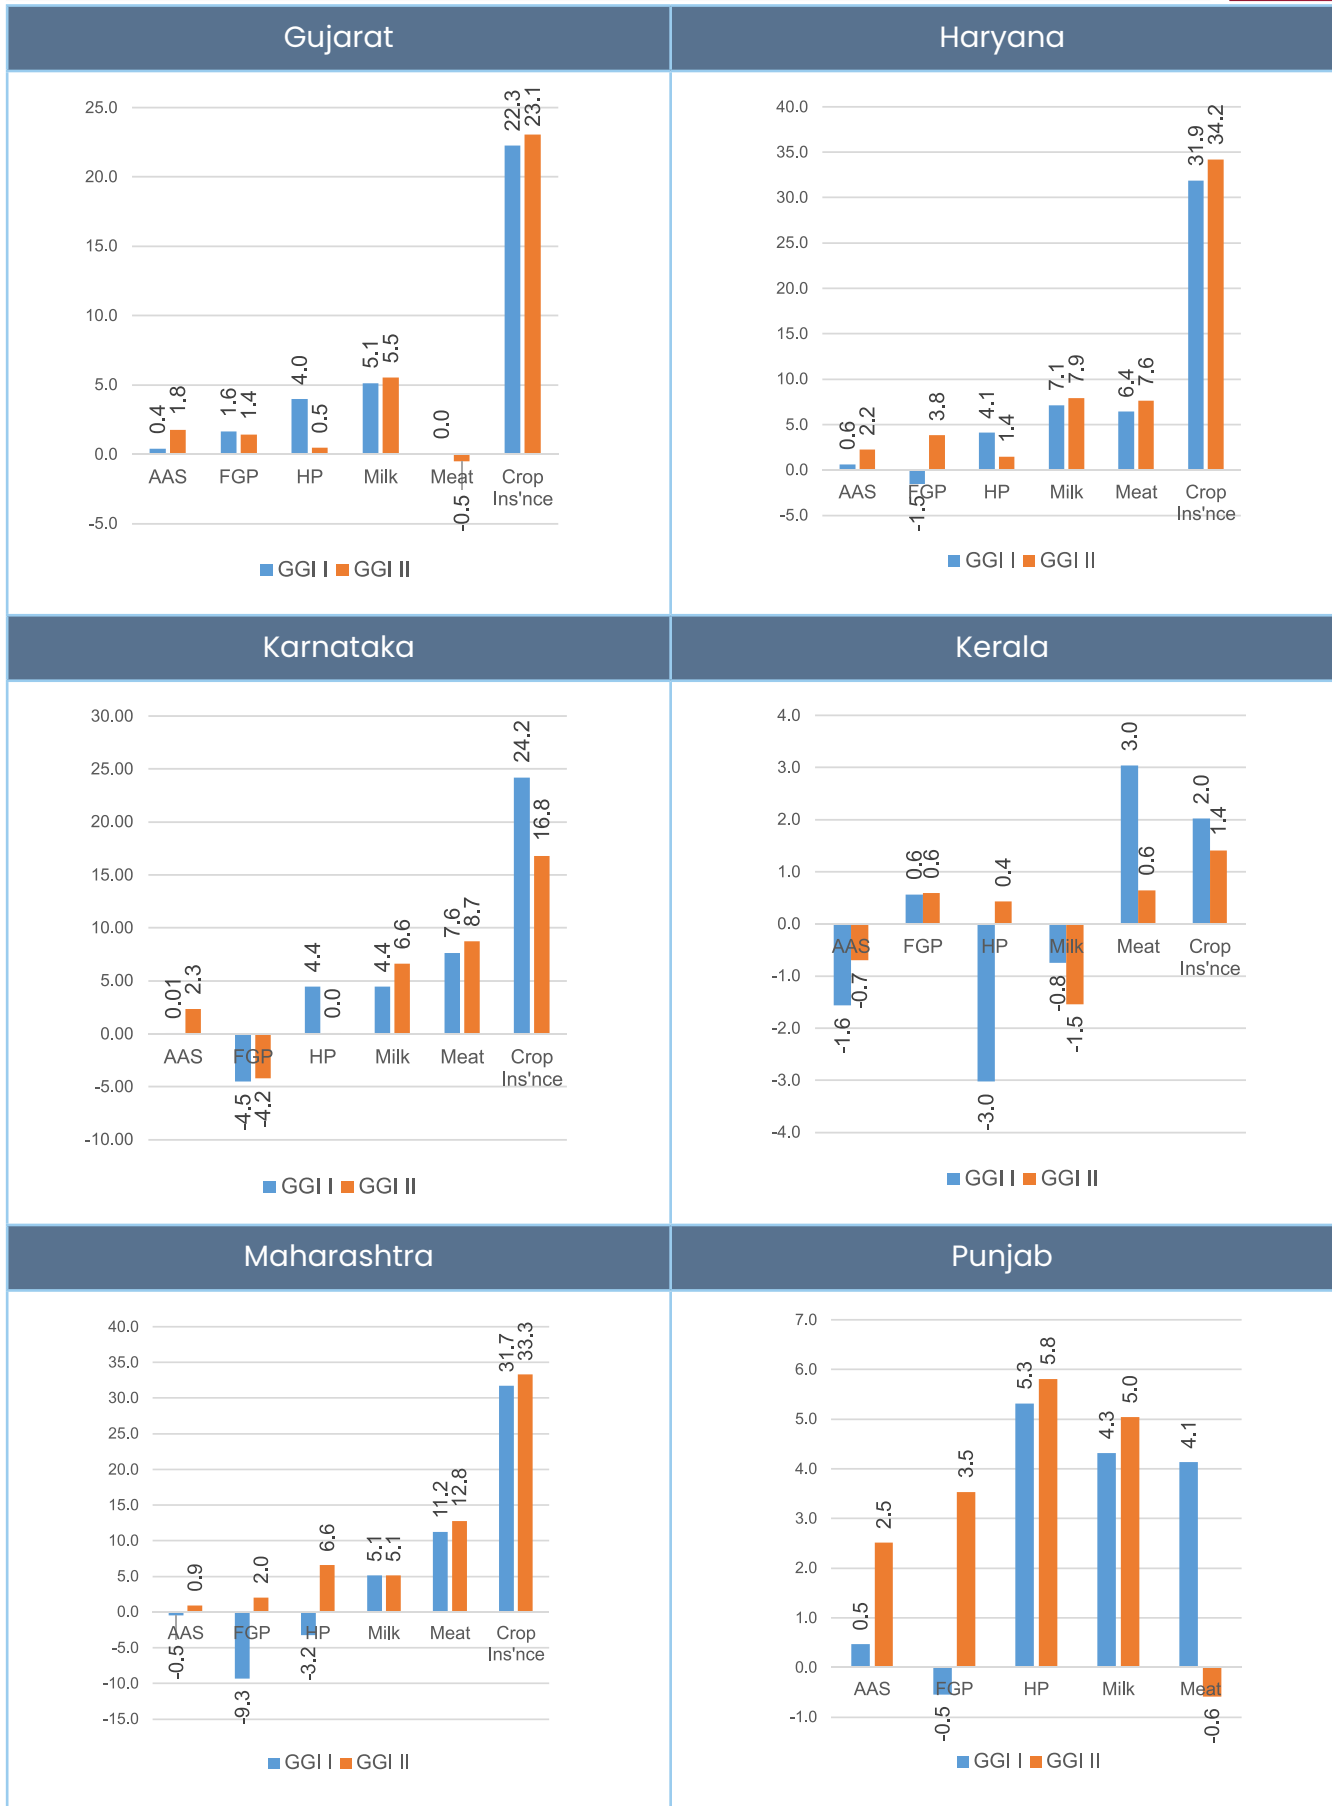 Gujarat
25.0
20.0
15.0
10.0
5.0
0.0
-5.0
0.4
1.8
1.6
1.4
4.0
0.5
5.1
5.5
0.0
-0.5
22.3
23.1
AAS
FGP
HP
Milk
Meat
Crop
Ins'nce
GGI I
GGI II
Haryana
40.0
35.0
30.0
25.0
20.0
15.0
10.0
5.0
0.0
-5.0
0.6
2.2
-1.5
3.8
4.1
1.4
7.1
7.9
6.4
7.6
31.9
34.2
AAS
FGP
HP
Milk
Meat
Crop
Ins'nce
GGI I
GGI II
Karnataka
30.00
25.00
20.00
15.00
10.00
5.00
0.00
-5.00
-10.00
0.01
2.3
-4.5
-4.2
4.4
0.0
4.4
6.6
7.6
8.7
24.2
16.8
AAS
FGP
HP
Milk
Meat
Crop
Ins'nce
GGI I
GGI II
Kerala
4.0
3.0
2.0
1.0
0.0
-1.0
-2.0
-3.0
-4.0
-1.6
-0.7
0.6
0.6
-3.0
0.4
-0.8
-1.5
3.0
0.6
2.0
1.4
AAS
FGP
HP
Milk
Meat
Crop
Ins'nce
GGI I
GGI II
Maharashtra
40.0
35.0
30.0
25.0
20.0
15.0
10.0
5.0
0.0
-5.0
-10.0
-15.0
-0.5
0.9
-9.3
2.0
-3.2
6.6
5.1
5.1
11.2
12.8
31.7
33.3
AAS
FGP
HP
Milk
Meat
Crop
Ins'nce
GGI I
GGI II
Punjab
7.0
6.0
5.0
4.0
3.0
2.0
1.0
0.0
-1.0
0.5
2.5
-0.5
3.5
5.3
5.8
4.3
5.0
4.1
-0.6
AAS
FGP
HP
Milk
Meat
GGI I
GGI II